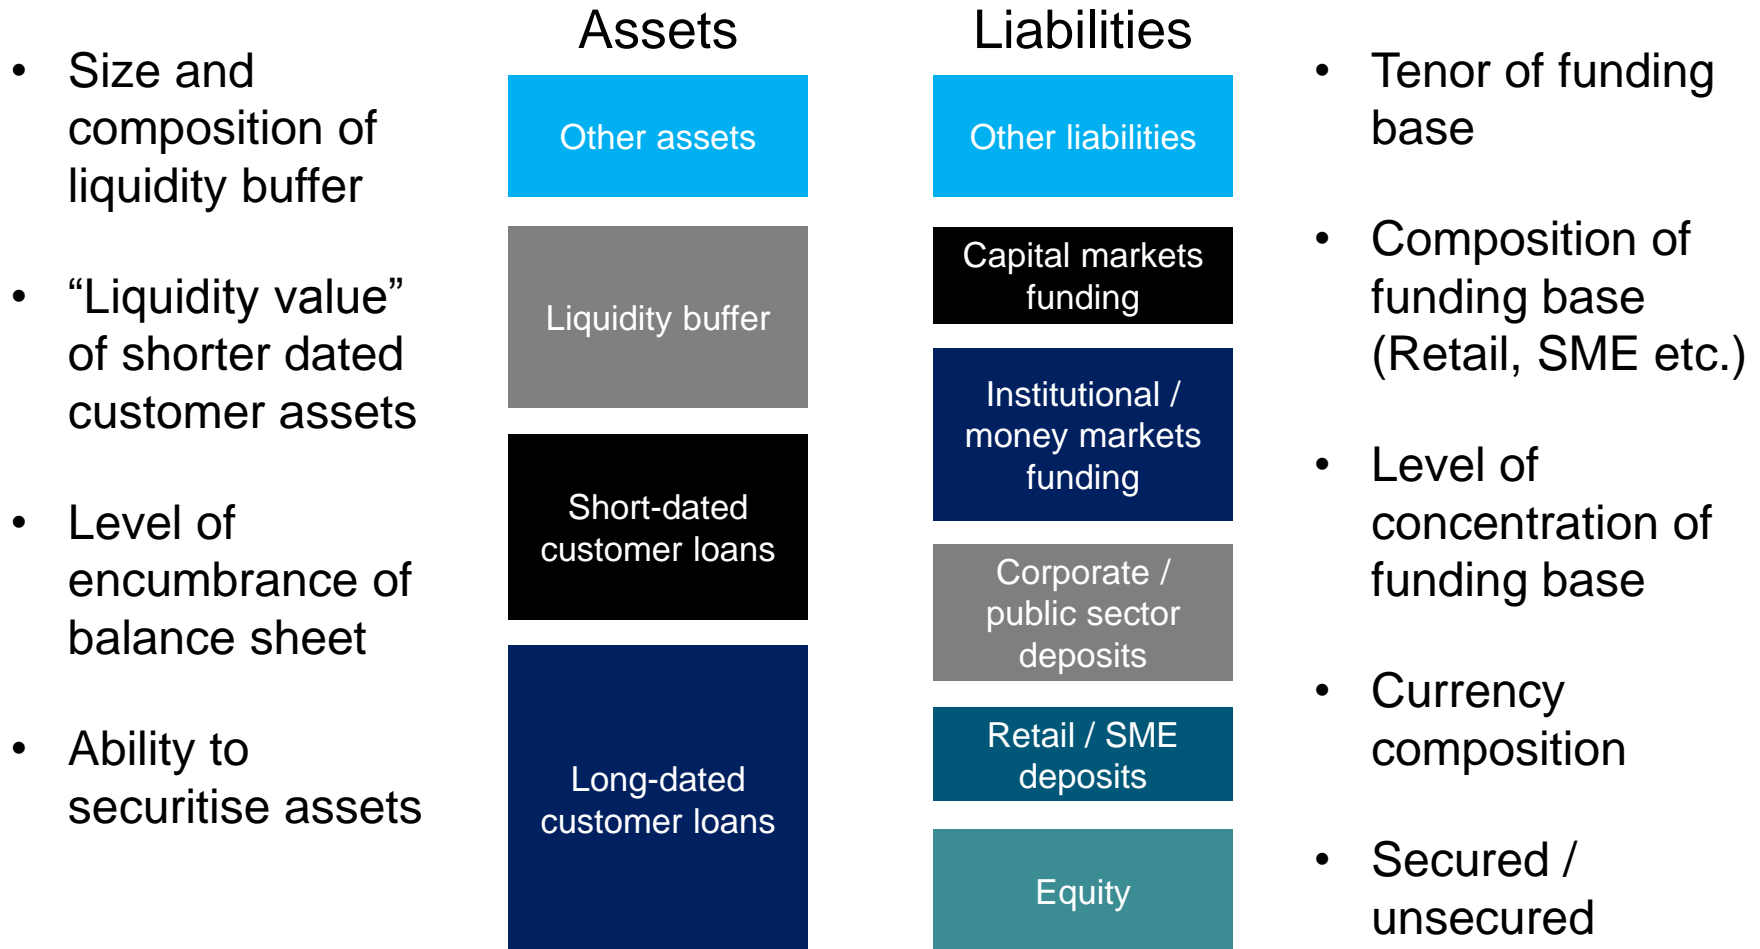 Assets
Liabilities
• Size and
composition of
liquidity buffer
• “Liquidity value”
of shorter dated
customer assets
• Level of
encumbrance of
balance sheet
• Ability to
securitise assets
Other assets
Liquidity buffer
Short-dated
customer loans
Long-dated
customer loans
Other liabilities
Capital markets
funding
Institutional /
money markets
funding
Corporate /
public sector
deposits
Retail / SME
deposits
Equity
• Tenor of funding
base
• Composition of
funding base
(Retail, SME etc.)
• Level of
concentration of
funding base
• Currency
composition
• Secured /
unsecured